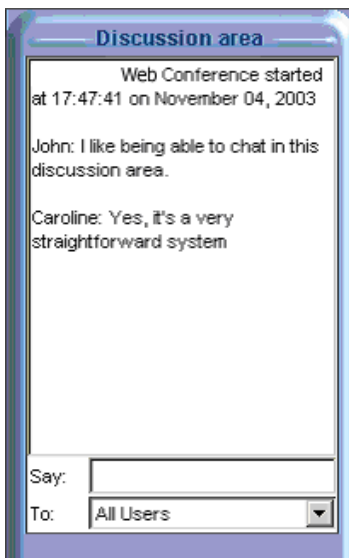 Discussion area
Web Conference started
at 17:47:41 on November 04, 2003
John: I like being able to chat in this
discussion area.
Caroline: Yes, it's a very
straightforward system
Say:
To: All Users